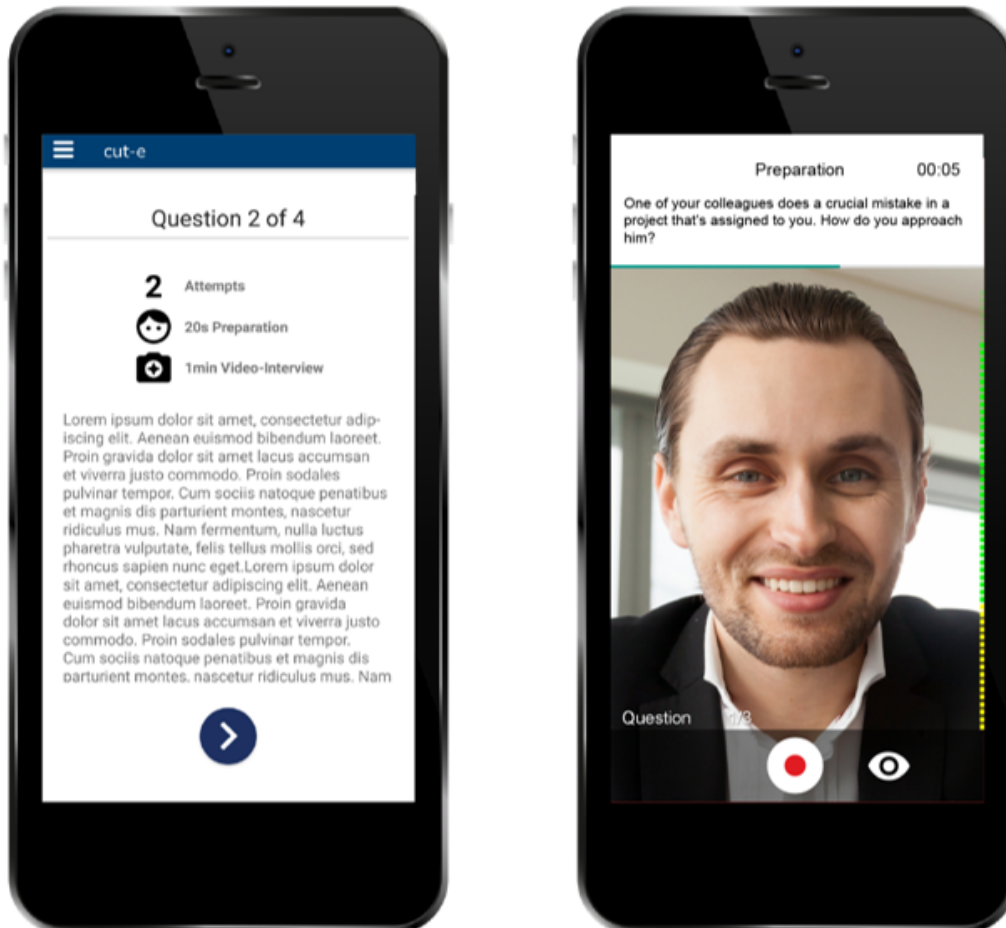 cut-e
Question 2 of 4
2 Attempts
20s Preparation
1min Video-Interview
Lorem ipsum dolor sit amet, consectetur adip-
iscing elit. Aenean euismod bibendum laoreet.
Proin gravida dolor sit amet lacus accumsan
et viverra justo commodo. Proin sodales
pulvinar tempor. Cum sociis natoque penatibus
et magnis dis parturient montes, nascetur
ridiculus mus. Nam fermentum, nulla luctus
pharetra vulputate, felis tellus mollis orci, sed
rhoncus sapien nunc eget.Lorem ipsum dolor
sit amet, consectetur adipiscing elit. Aenean
euismod bibendum laoreet. Proin gravida
dolor sit amet lacus accumsan et viverra justo
commodo. Proin sodales pulvinar tempor.
Cum sociis natoque penatibus et magnis dis
parturient montes, nascetur ridiculus mus. Nam
Preparation 00:05
One of your colleagues does a crucial mistake in a
project that's assigned to you. How do you approach
him?
Question 1/3